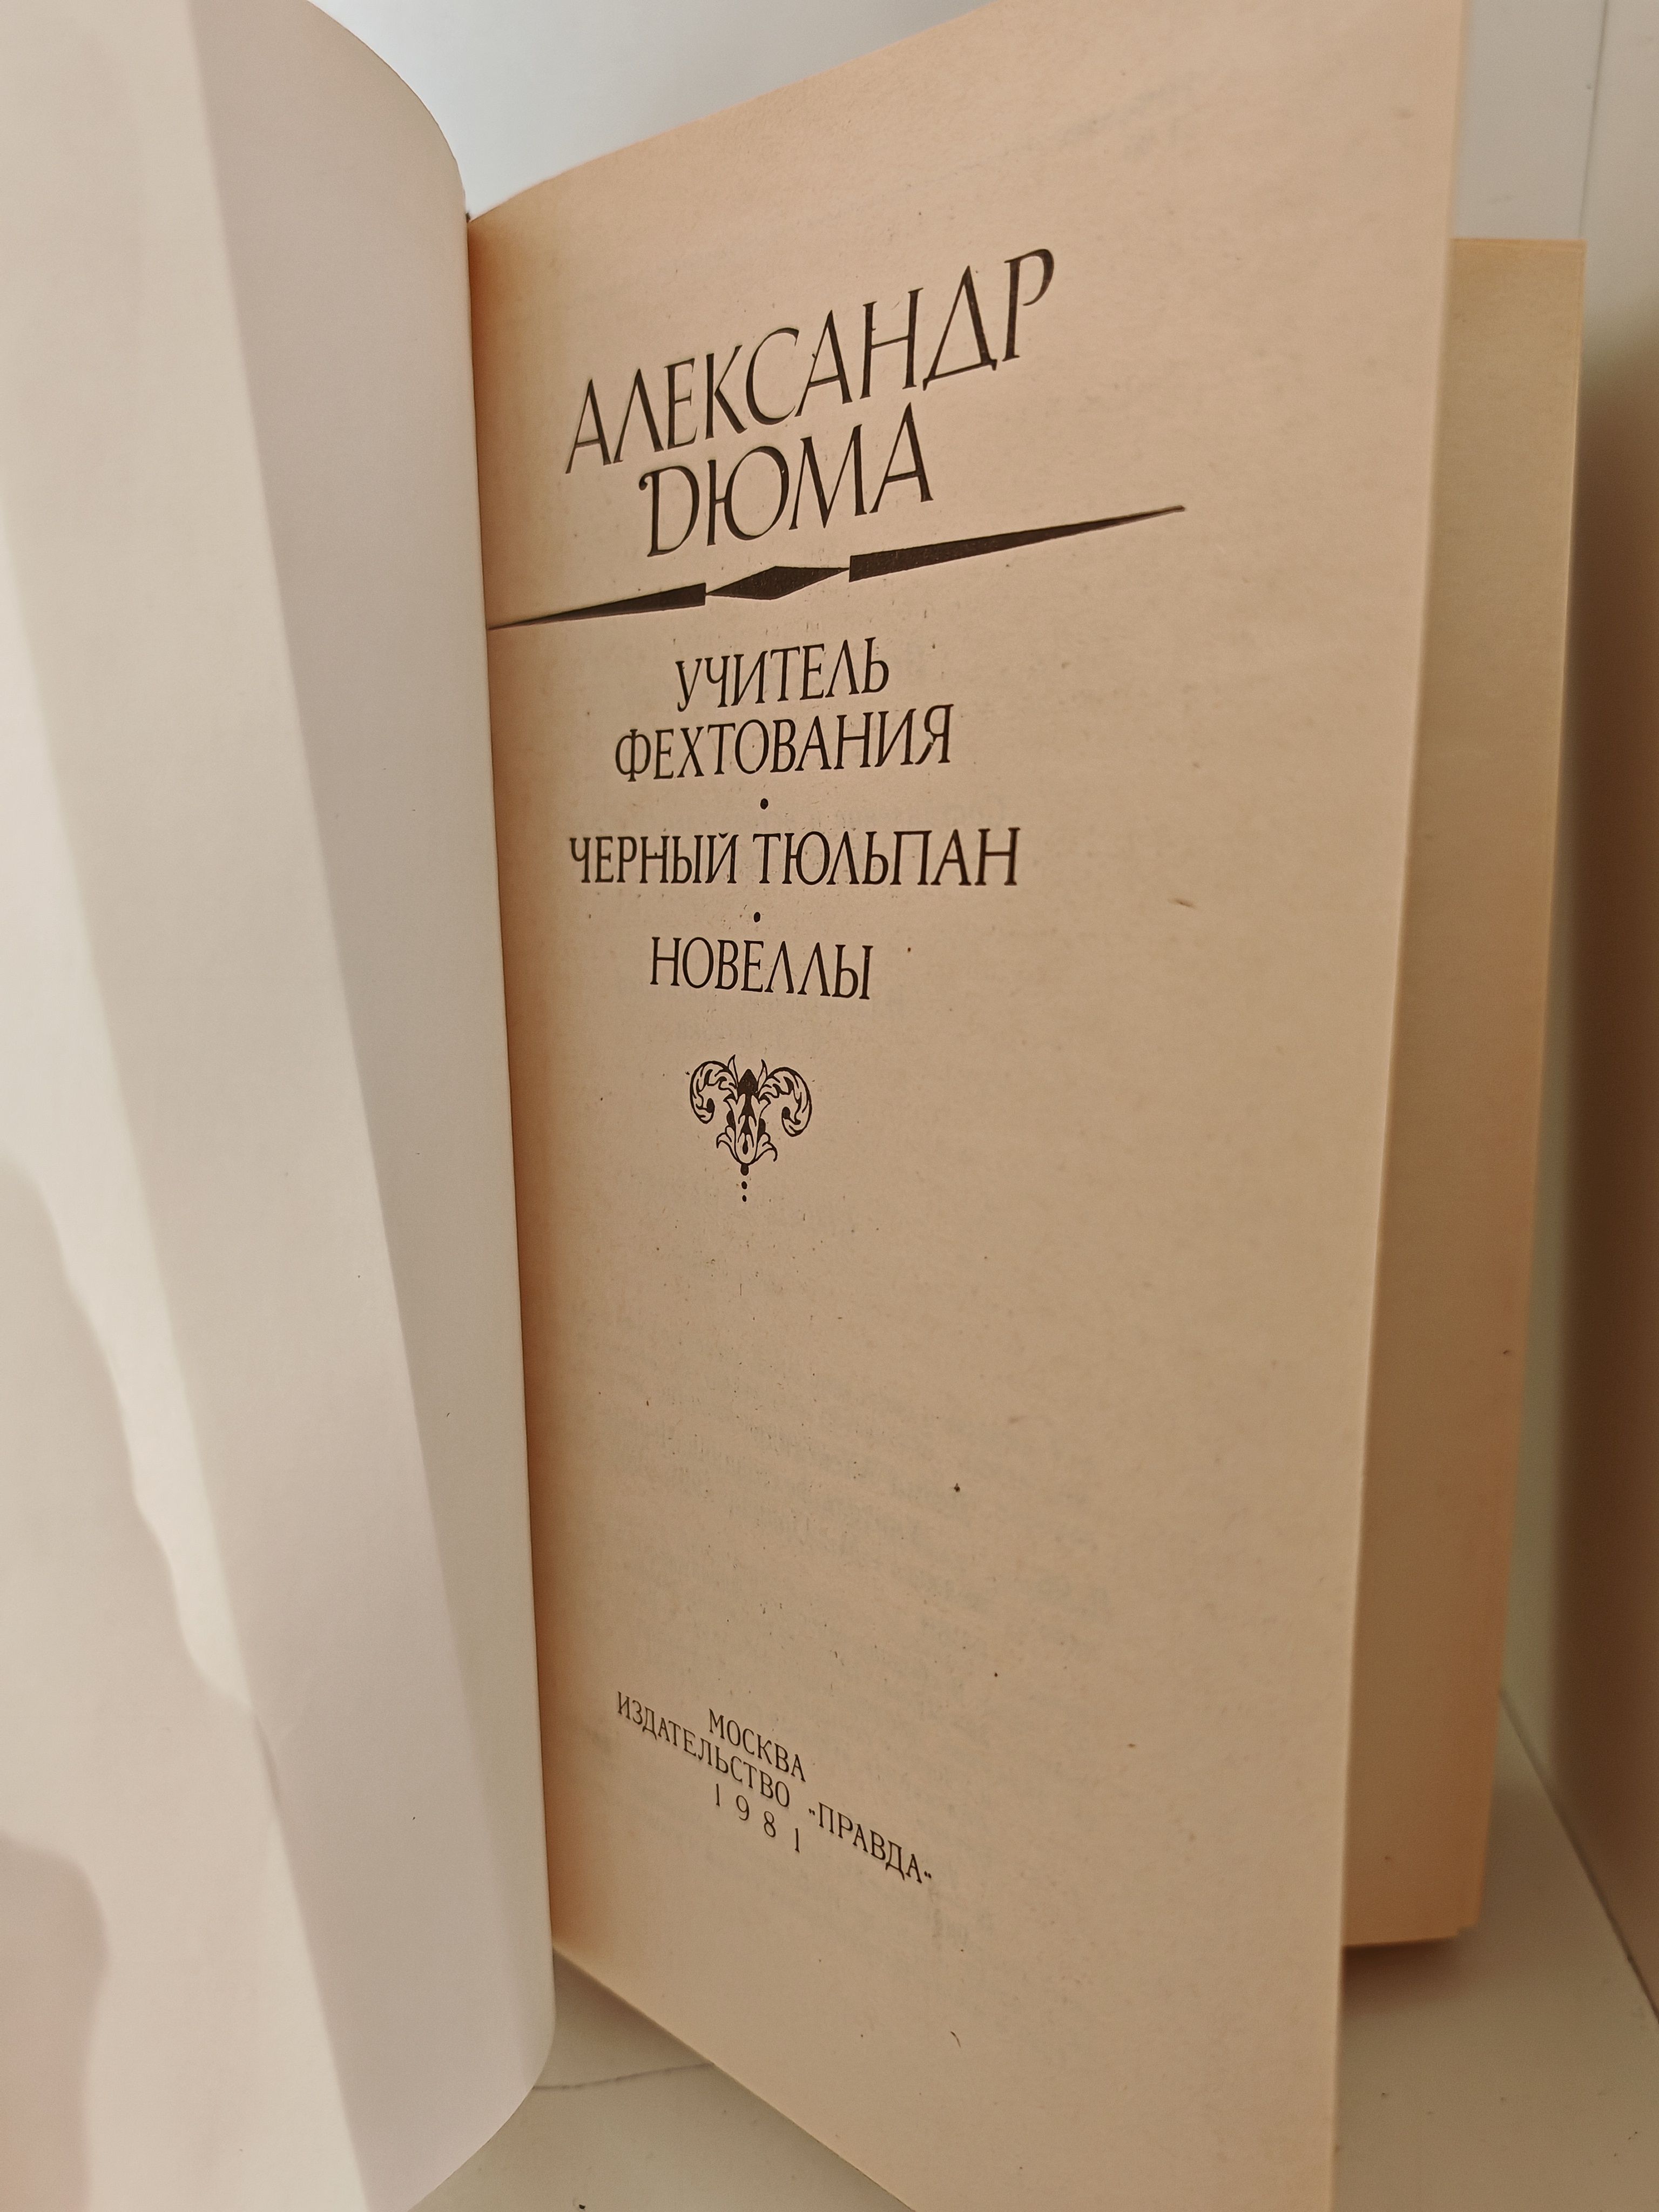 АЛЕКСАНДР
ДЮМА
УЧИТЕЛЬ
ФЕХТОВАНИЯ
•
ЧЕРНЫЙ ТЮЛЬПАН
•
НОВЕЛЛЫ
МОСКВА
ИЗДАТЕЛЬСТВО „ПРАВДА“
1981